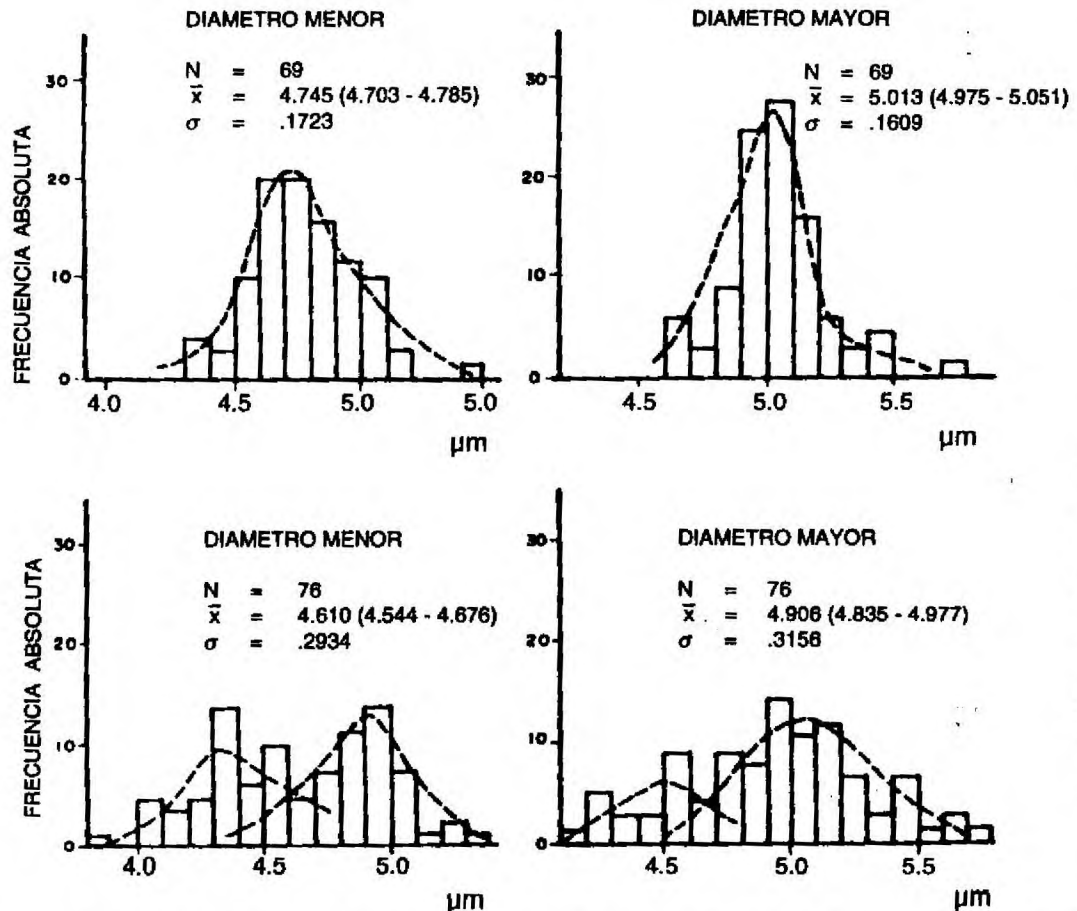 DIAMETRO MENOR
N = 69
x̄ = 4.745 (4.703 - 4.785)
σ = .1723
FRECUENCIA ABSOLUTA
30
20
10
0
4.0 4.5 5.0 5.0
µm
DIAMETRO MAYOR
N = 69
x̄ = 5.013 (4.975 - 5.051)
σ = .1609
30
20
10
0
4.5 5.0 5.5
µm
DIAMETRO MENOR
N = 76
x̄ = 4.610 (4.544 - 4.676)
σ = .2934
FRECUENCIA ABSOLUTA
30
20
10
0
4.0 4.5 5.0
µm
DIAMETRO MAYOR
N = 76
x̄ = 4.906 (4.835 - 4.977)
σ = .3156
30
20
10
0
4.5 5.0 5.5
µm